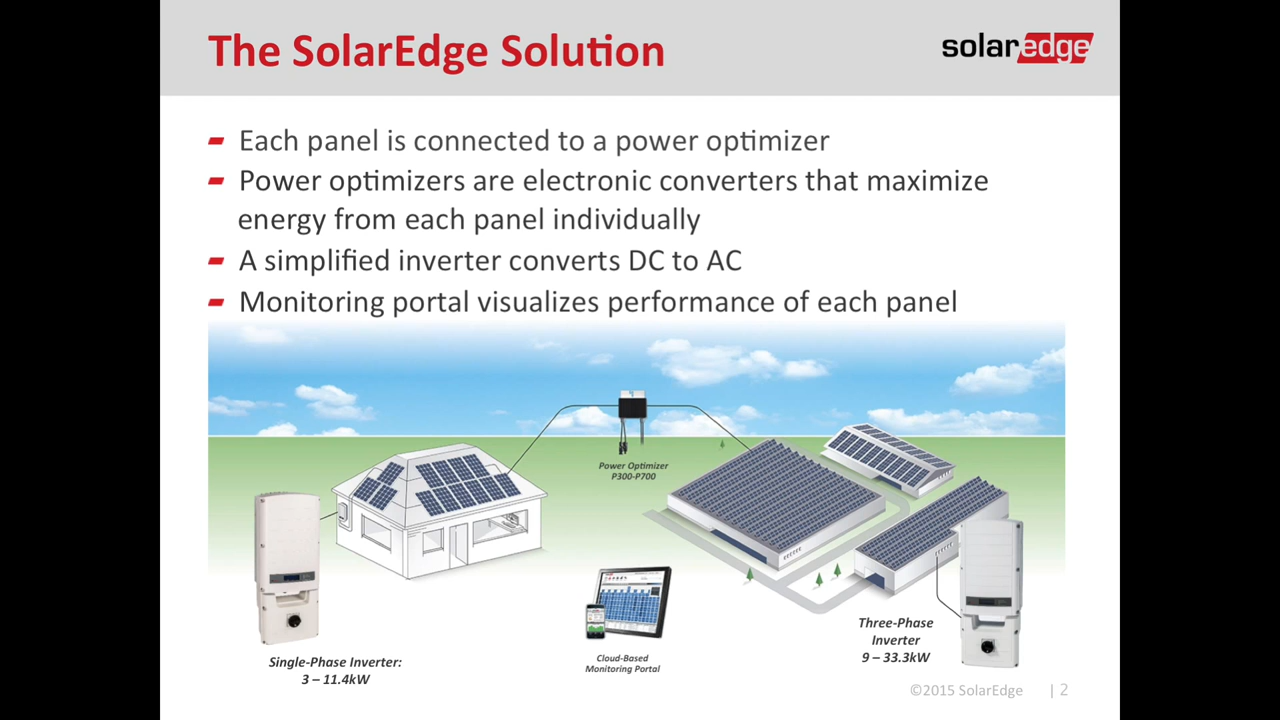 The SolarEdge Solution
solaredge
Each panel is connected to a power optimizer
Power optimizers are electronic converters that maximize
energy from each panel individually
A simplified inverter converts DC to AC
Monitoring portal visualizes performance of each panel
Power Optimizer
P300-P700
Single-Phase Inverter:
3 – 11.4kW
Cloud-Based
Monitoring Portal
Three-Phase
Inverter
9 – 33.3kW
©2015 SolarEdge | 2